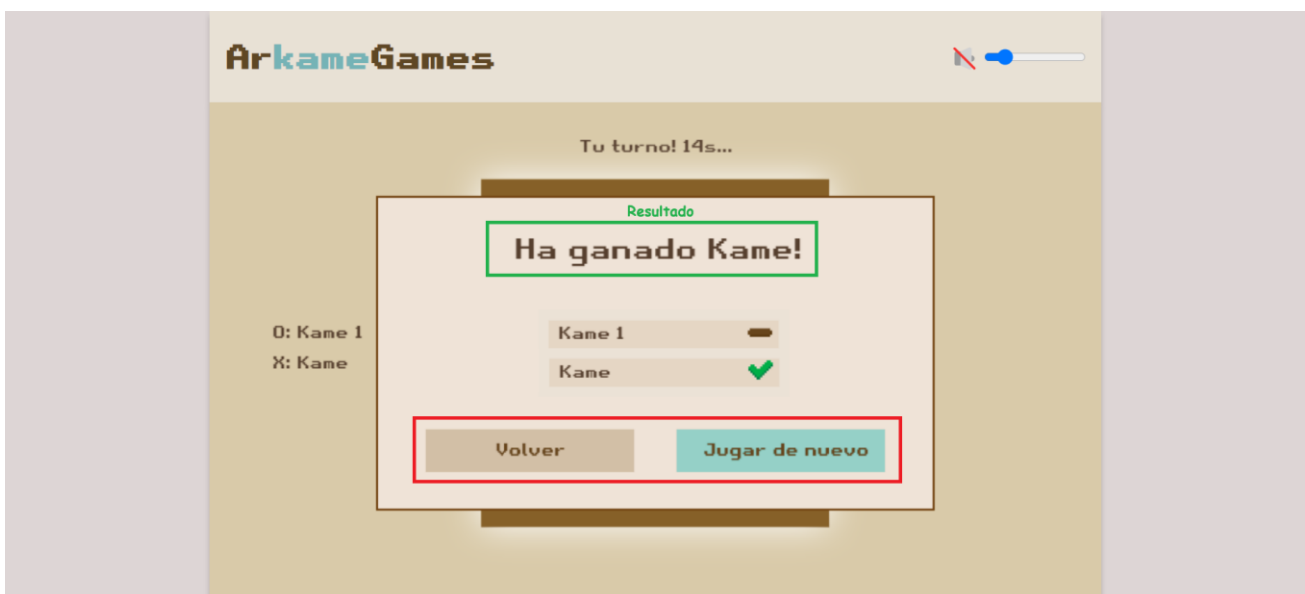 ArkameGames
Tu turno! 14s...
Resultado
Ha ganado Kame!
O: Kame 1
X: Kame
Kame 1
Kame
Volver
Jugar de nuevo